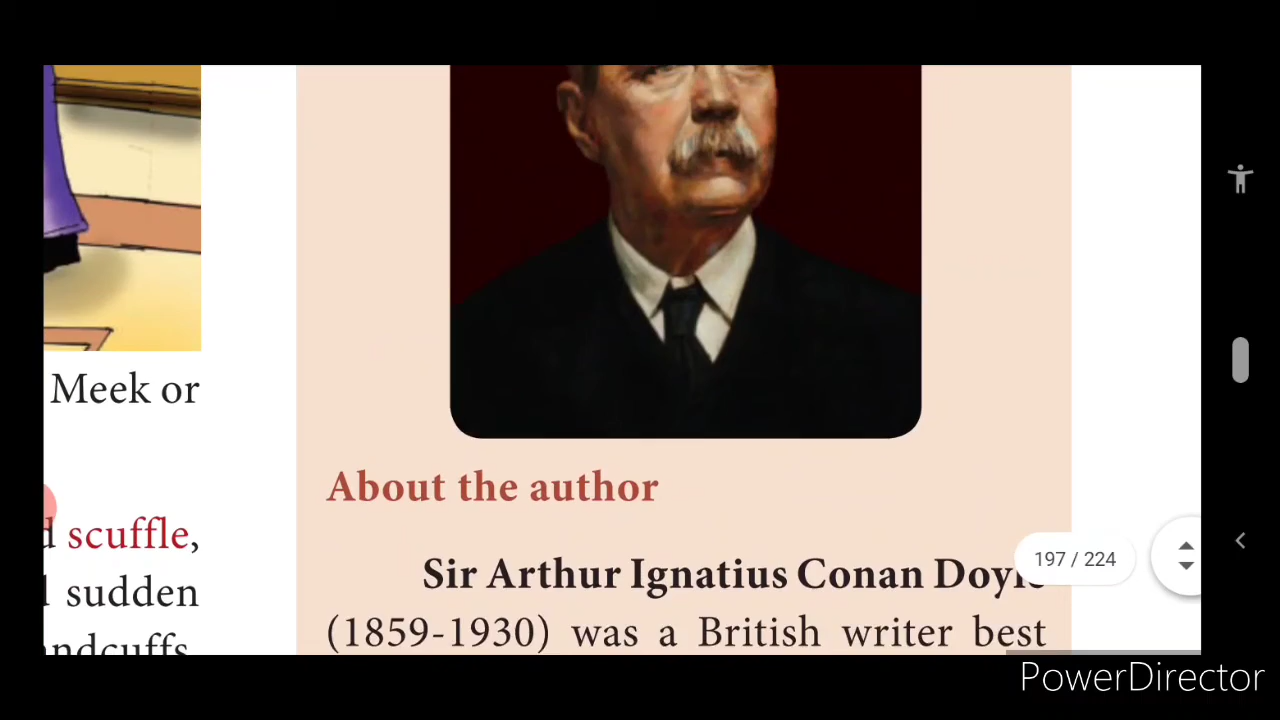 Meek or
scuffle,
sudden
About the author
Sir Arthur Ignatius Conan Doyle
(1859-1930) was a British writer best
197 / 224
PowerDirector